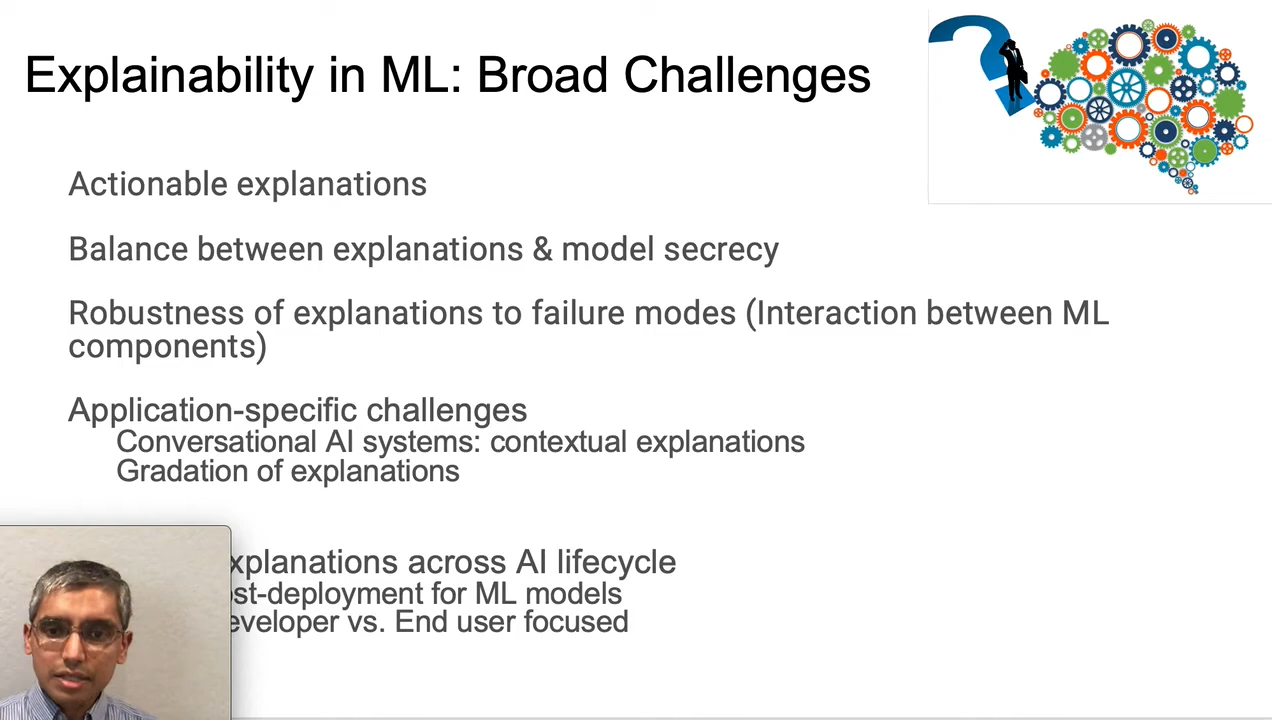 Explainability in ML: Broad Challenges
Actionable explanations
Balance between explanations & model secrecy
Robustness of explanations to failure modes (Interaction between ML
components)
Application-specific challenges
Conversational AI systems: contextual explanations
Gradation of explanations
xplanations across AI lifecycle
st-deployment for ML models
eveloper vs. End user focused